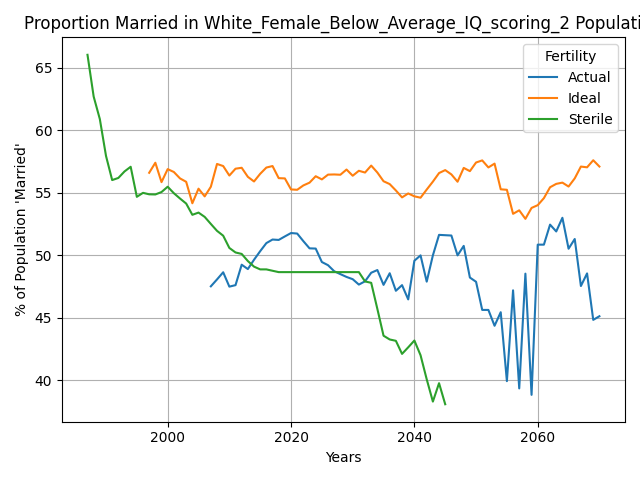 Proportion Married in White_Female_Below_Average_IQ_scoring_2 Populati
Fertility
Actual
Ideal
Sterile
% of Population 'Married'
65
60
55
50
45
40
2000
2020
2040
2060
Years